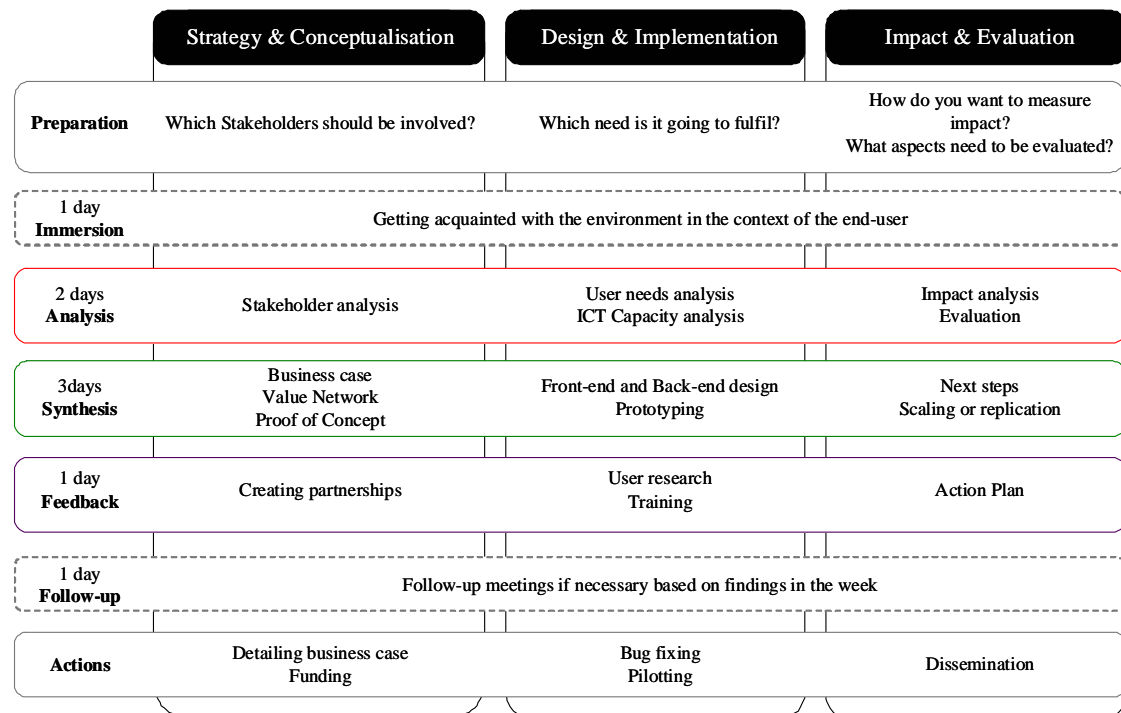 Strategy & Conceptualisation
Design & Implementation
Impact & Evaluation
Preparation
Which Stakeholders should be involved?
Which need is it going to fulfil?
How do you want to measure
impact?
What aspects need to be evaluated?
1 day
Immersion
Getting acquainted with the environment in the context of the end-user
2 days
Analysis
Stakeholder analysis
User needs analysis
ICT Capacity analysis
Impact analysis
Evaluation
3days
Synthesis
Business case
Value Network
Proof of Concept
Front-end and Back-end design
Prototyping
Next steps
Scaling or replication
1 day
Feedback
Creating partnerships
User research
Training
Action Plan
1 day
Follow-up
Follow-up meetings if necessary based on findings in the week
Actions
Detailing business case
Funding
Bug fixing
Pilotting
Dissemination